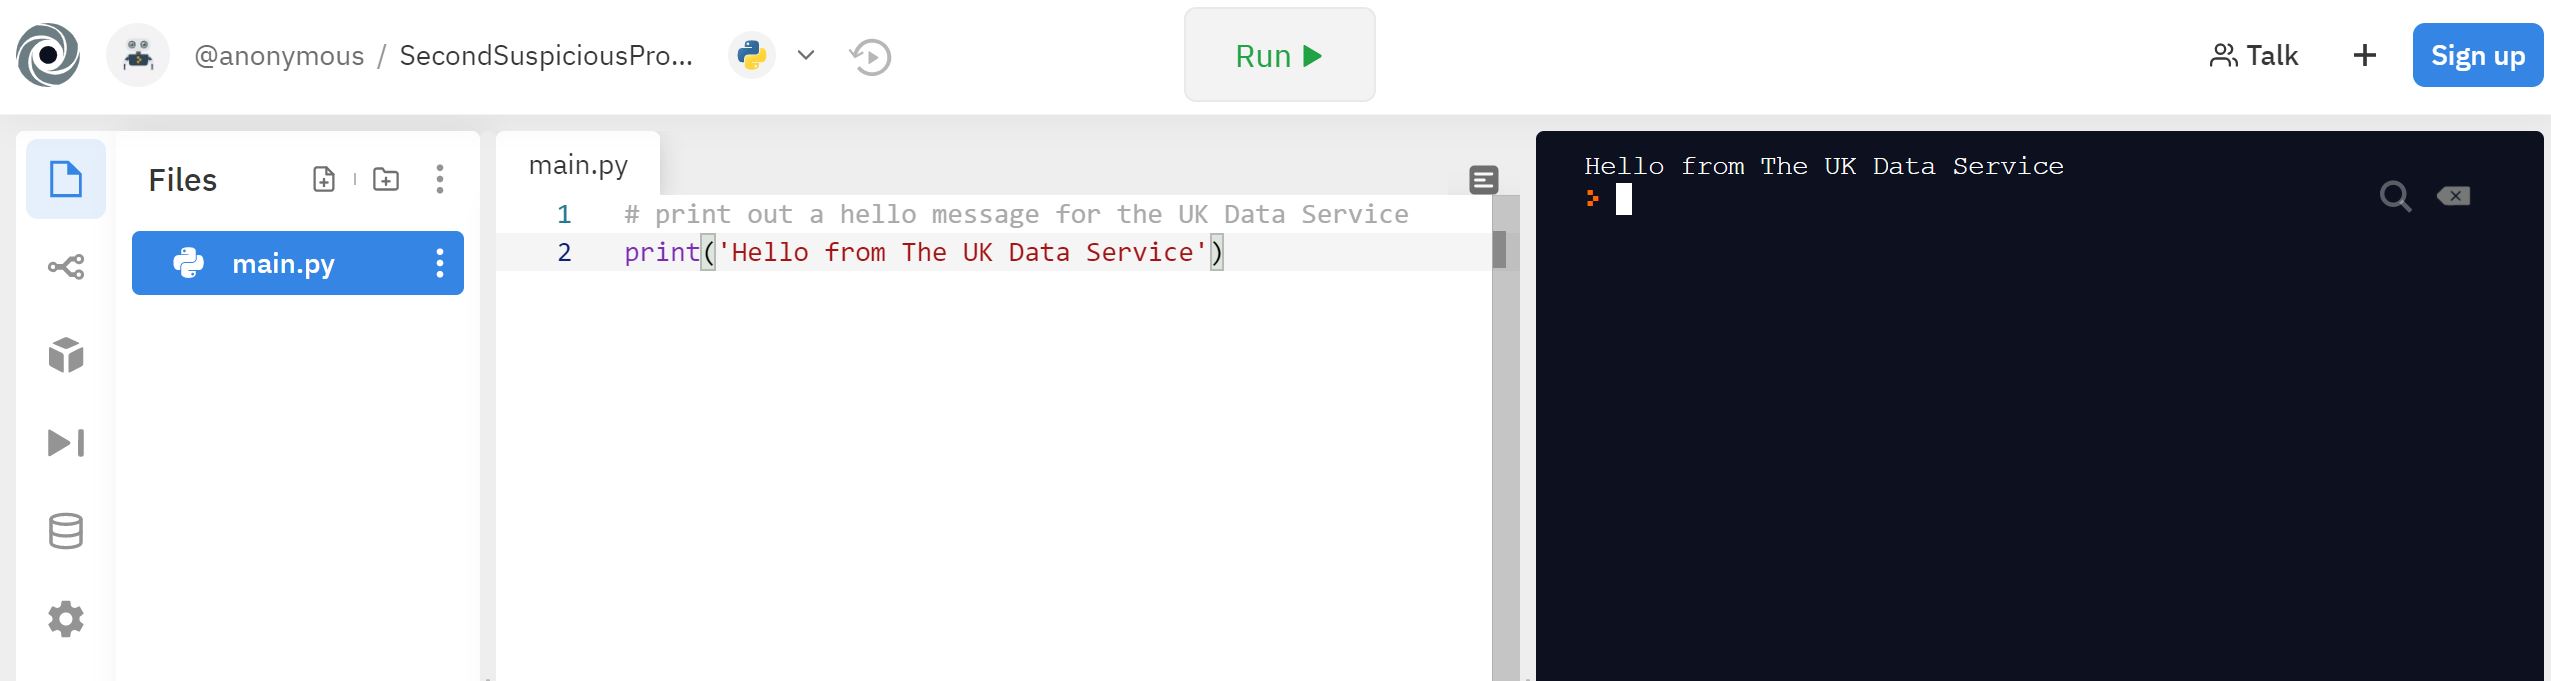 @anonymous / SecondSuspiciousPro...
Run
Talk
+
Sign up
Files
main.py
main.py
1 # print out a hello message for the UK Data Service
2 print('Hello from The UK Data Service')
Hello from The UK Data Service